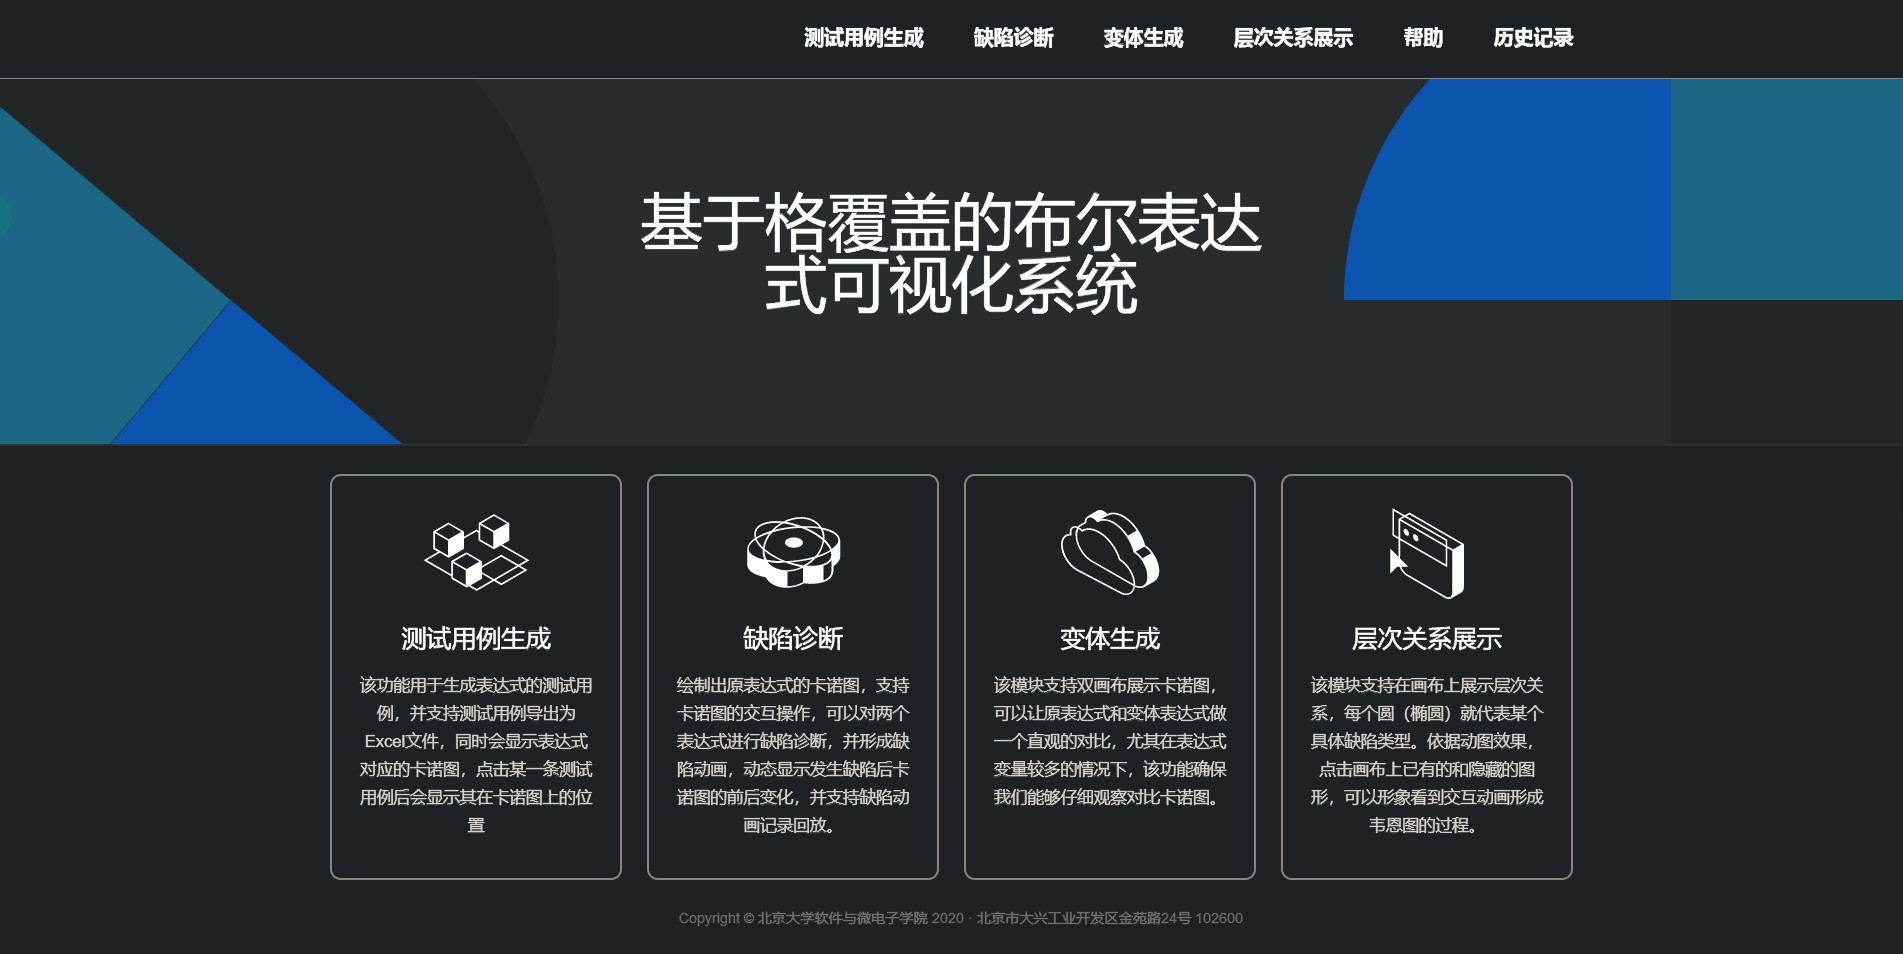 测试用例生成 缺陷诊断 变体生成 层次关系展示 帮助 历史记录
基于格覆盖的布尔表达
式可视化系统
测试用例生成
该功能用于生成表达式的测试用
例，并支持测试用例导出为
Excel文件，同时会显示表达式
对应的卡诺图，点击某一条测试
用例后会显示其在卡诺图上的位
置
缺陷诊断
绘制出原表达式的卡诺图，支持
卡诺图的交互操作，可以对两个
表达式进行缺陷诊断，并形成缺
陷动画，动态显示发生缺陷后卡
诺图的前后变化，并支持缺陷动
画记录回放。
变体生成
该模块支持双画布展示卡诺图，
可以让原表达式和变体表达式做
一个直观的对比，尤其在表达式
变量较多的情况下，该功能确保
我们能够仔细观察对比卡诺图。
层次关系展示
该模块支持在画布上展示层次关
系，每个圆（椭圆）就代表某个
具体缺陷类型。依据动图效果，
点击画布上已有的和隐藏的图
形，可以形象看到交互动画形成
韦恩图的过程。
Copyright © 北京大学软件与微电子学院 2020 · 北京市大兴工业开发区金苑路24号 102600